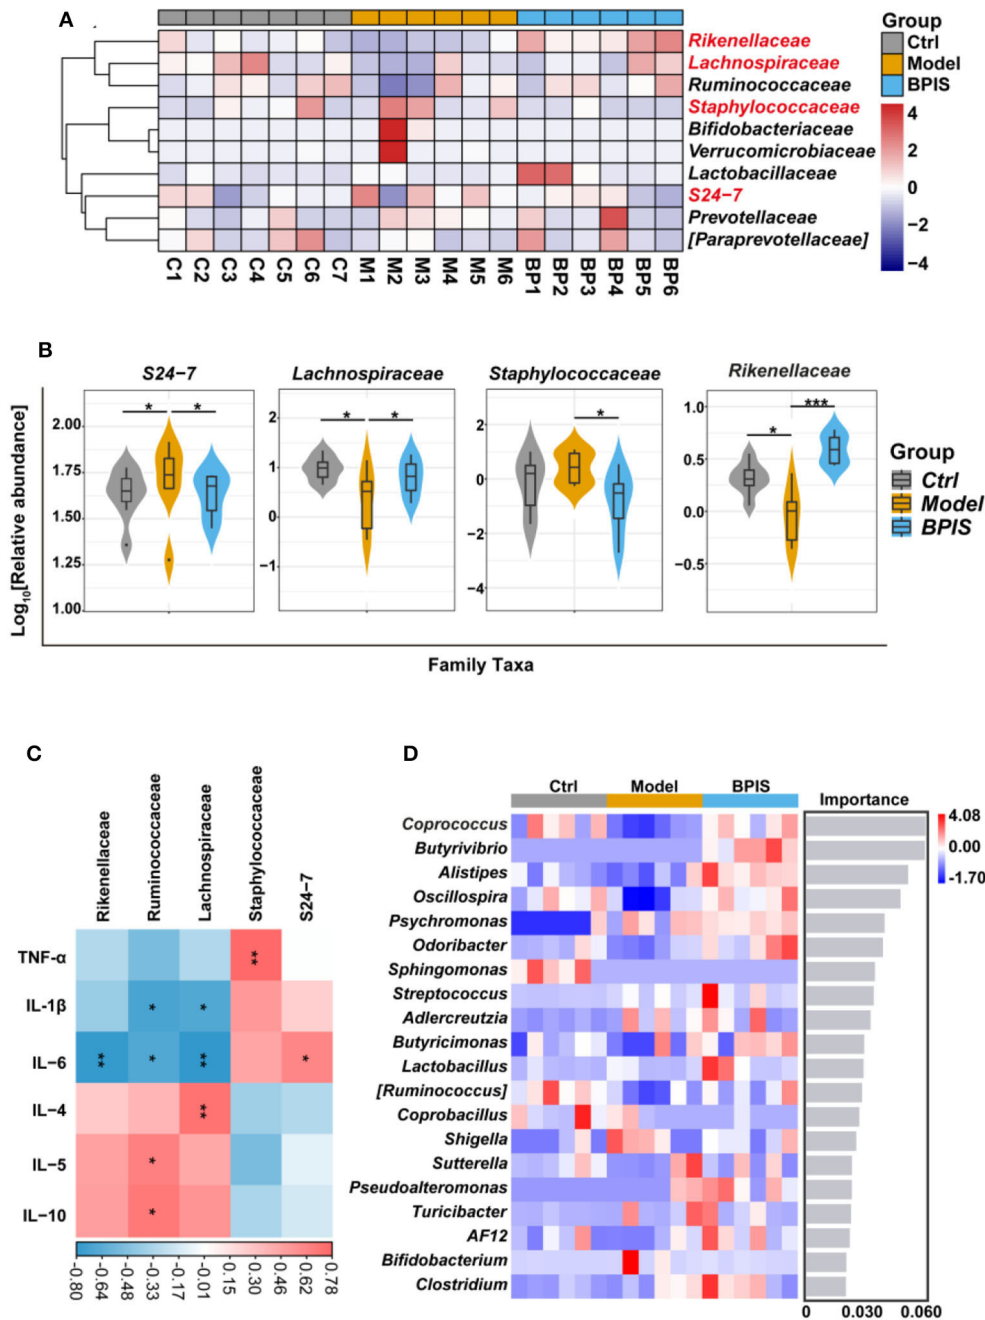 A
Group
Ctrl
Model
BPIS
Rikenellaceae
Lachnospiraceae
Ruminococcaceae
Staphylococcaceae
Bifidobacteriaceae
Verrucomicrobiaceae
Lactobacillaceae
S24−7
Prevotellaceae
[Paraprevotellaceae]
4
2
0
−2
−4
C1 C2 C3 C4 C5 C6 C7 M1 M2 M3 M4 M5 M6 BP1 BP2 BP3 BP4 BP5 BP6
B
S24−7
Lachnospiraceae
Staphylococcaceae
Rikenellaceae
Log10[Relative abundance]
2.00
1.75
1.50
1.25
1.00
* *
2
1
0
−1
* *
2
0
−2
−4
*
1.0
0.5
0.0
−0.5
* ***
Group
Ctrl
Model
BPIS
Family Taxa
C
Rikenellaceae
Ruminococcaceae
Lachnospiraceae
Staphylococcaceae
S24−7
TNF-α **
IL-1β * *
IL−6 ** * ** *
IL−4 **
IL−5 *
IL−10 *
-0.80 -0.64 -0.48 -0.33 -0.17 -0.01 0.15 0.30 0.46 0.62 0.78
D
Ctrl Model BPIS
Importance
Coprococcus
Butyrivibrio
Alistipes
Oscillospira
Psychromonas
Odoribacter
Sphingomonas
Streptococcus
Adlercreutzia
Butyricimonas
Lactobacillus
[Ruminococcus]
Coprobacillus
Shigella
Sutterella
Pseudoalteromonas
Turicibacter
AF12
Bifidobacterium
Clostridium
4.08
0.00
-1.70
0 0.030 0.060